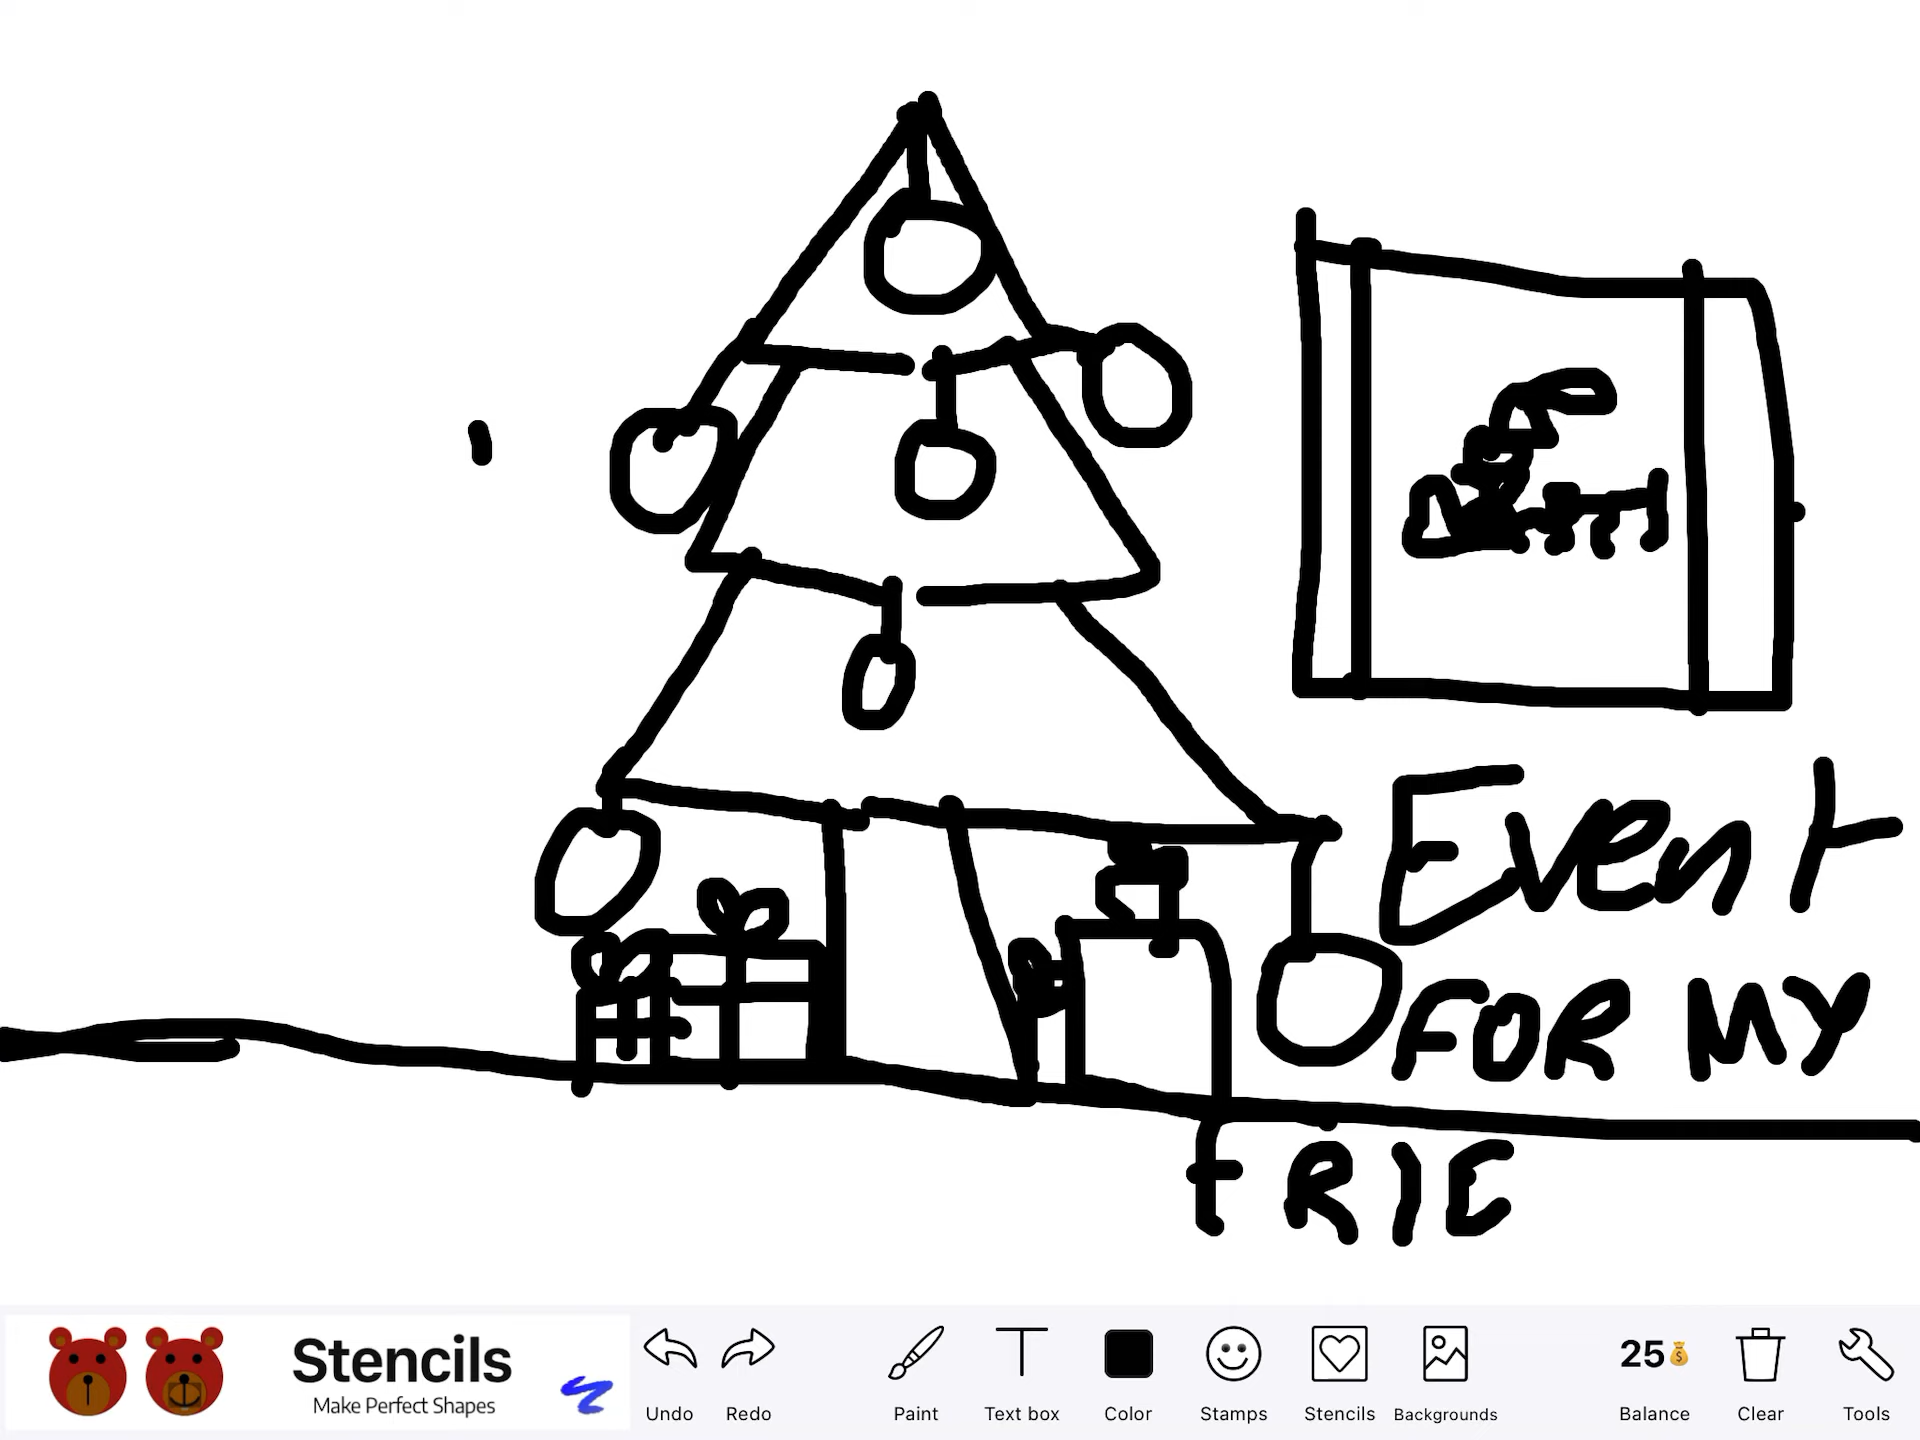 Event
FOR MY
FRIE
Stencils
Make Perfect Shapes
Undo
Redo
Paint
Text box
Color
Stamps
Stencils
Backgrounds
25
Balance
Clear
Tools